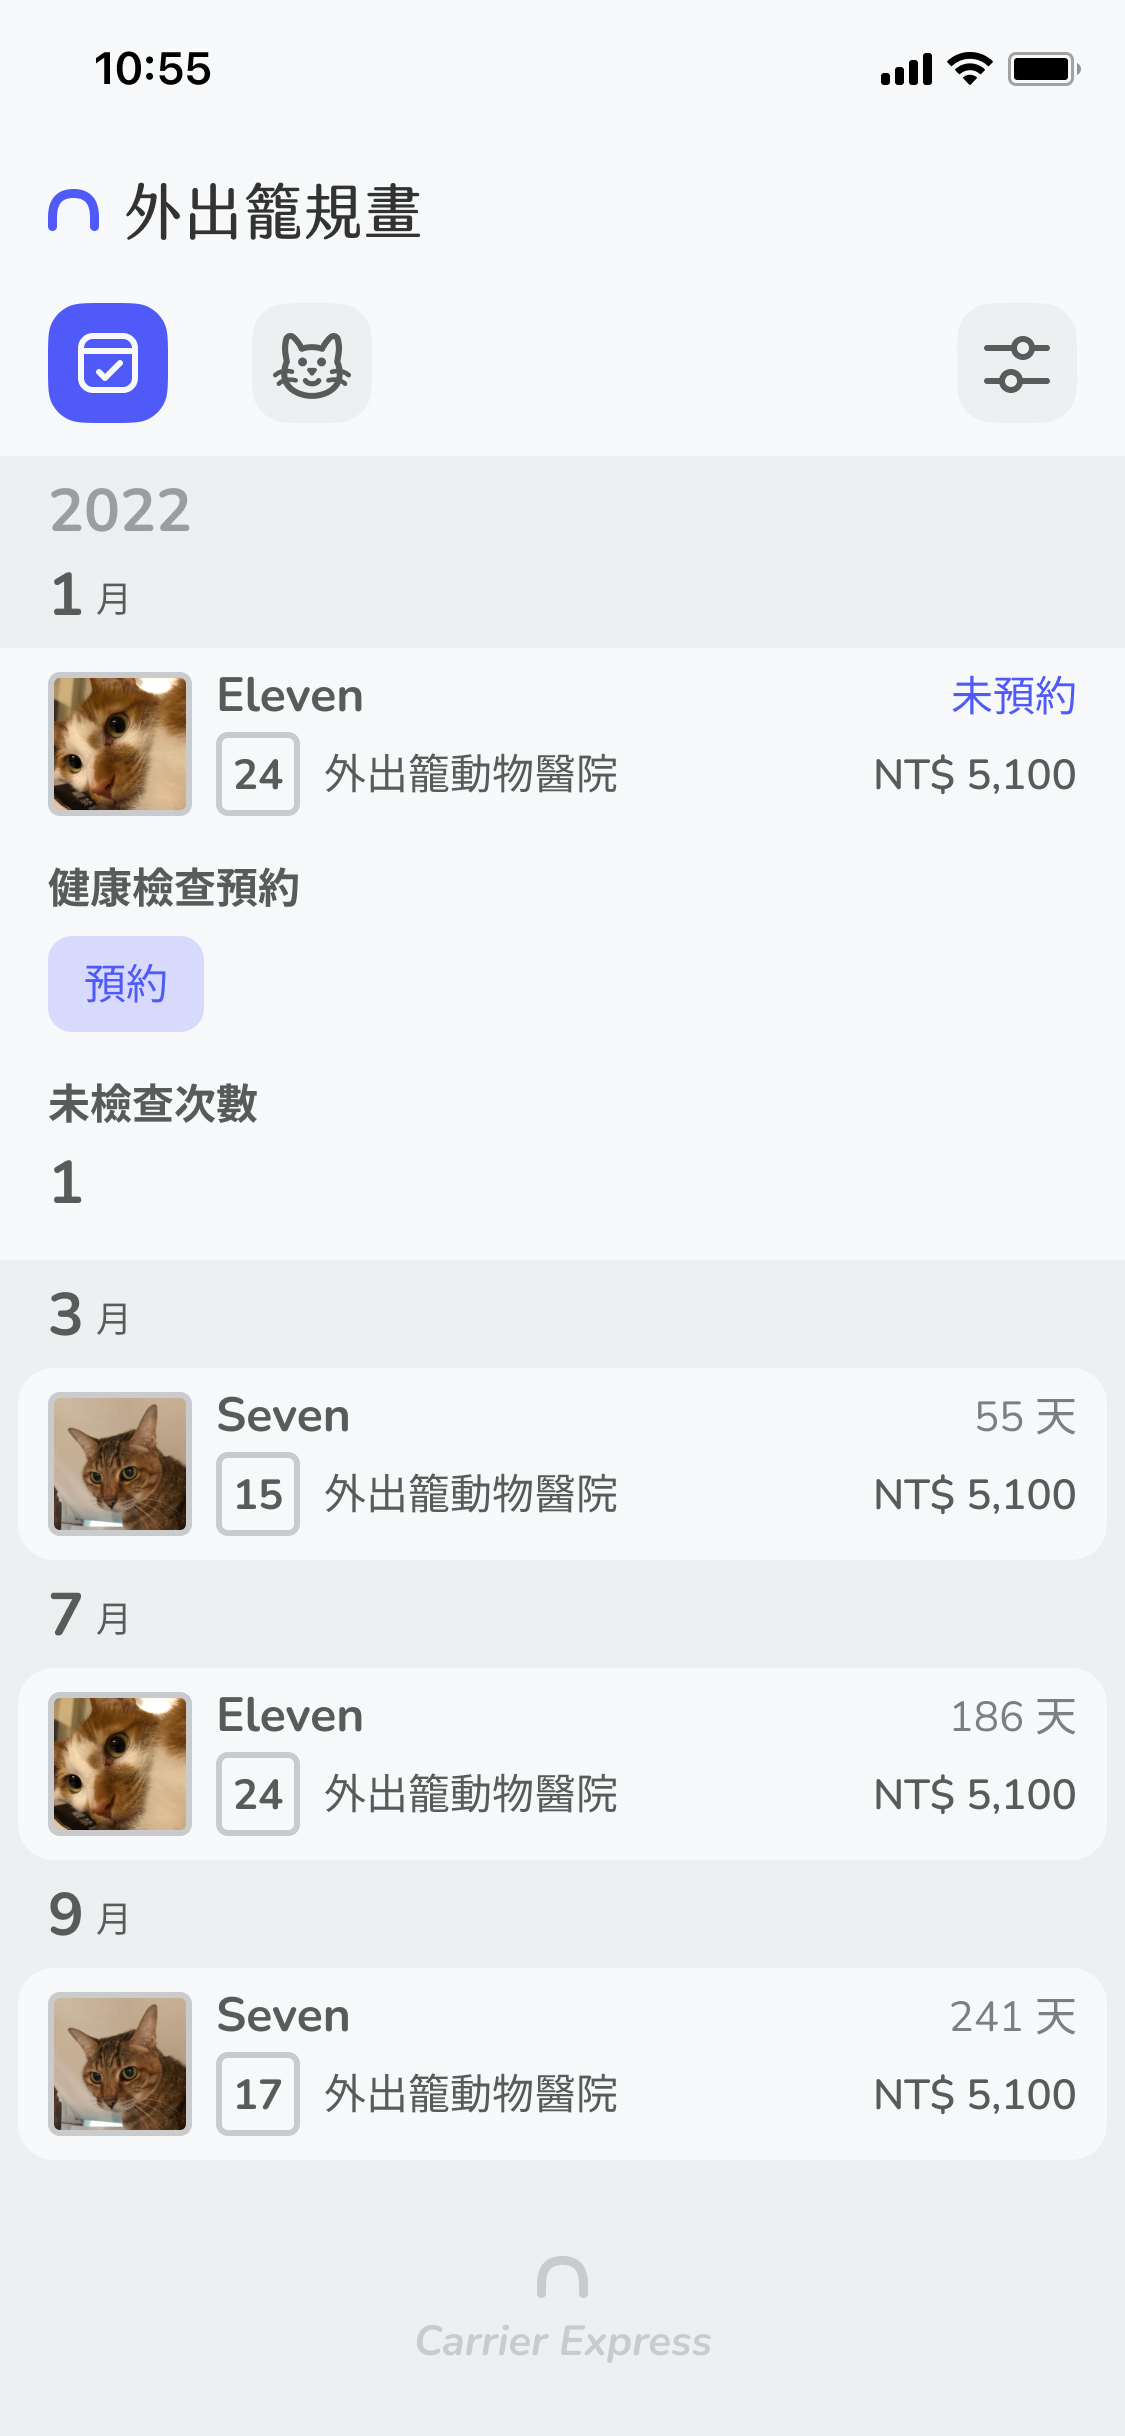 10:55
外出籠規畫
2022
1 月
Eleven
未預約
24
外出籠動物醫院
NT$ 5,100
健康檢查預約
預約
未檢查次數
1
3 月
Seven
55 天
15
外出籠動物醫院
NT$ 5,100
7 月
Eleven
186 天
24
外出籠動物醫院
NT$ 5,100
9 月
Seven
241 天
17
外出籠動物醫院
NT$ 5,100
Carrier Express